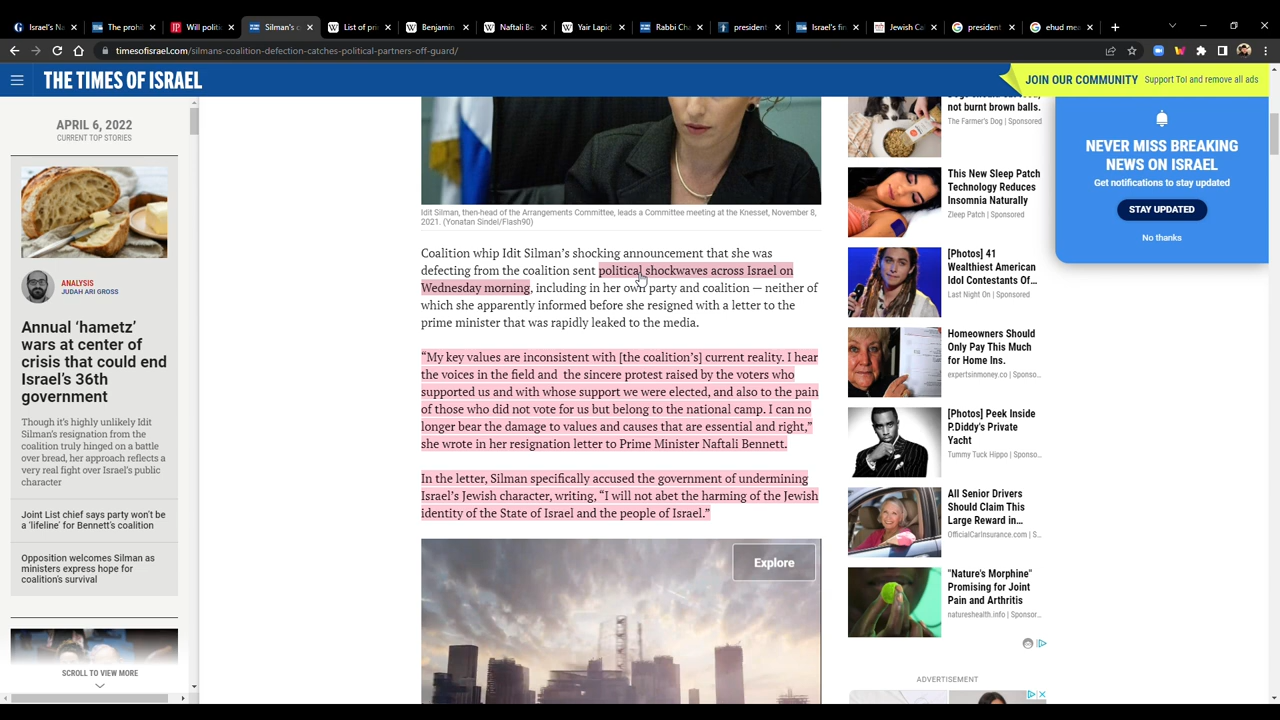 Israel's Na
The prohib
Will politic
Silman's c
List of pri
Naftali Be
Yair Lapid
Rabbi Cha
President
Israel's fin
Jewish Ca
president
ehud mea
timesofisrael.com/silmans-coalition-defection-catches-political-partners-off-guard/
THE TIMES OF ISRAEL
JOIN OUR COMMUNITY Support ToI and remove all ads
APRIL 6, 2022
CURRENT TOP STORIES
ANALYSIS
JUDAH ARI GROSS
Annual ‘hametz’
wars at center of
crisis that could end
Israel’s 36th
government
Though it’s highly unlikely Idit
Silman’s resignation from the
coalition truly hinged on a battle
over bread, her approach reflects a
very real fight over Israel’s public
character
Joint List chief says party won’t be
a ‘lifeline’ for Bennett’s coalition
Opposition welcomes Silman as
ministers express hope for
coalition’s survival
SCROLL TO VIEW MORE
Idit Silman, then-head of the Arrangements Committee, leads a Committee meeting at the Knesset, November 8,
2021. (Yonatan Sindel/Flash90)
Coalition whip Idit Silman’s shocking announcement that she was
defecting from the coalition sent political shockwaves across Israel on
Wednesday morning, including in her own party and coalition — neither of
which she apparently informed before she resigned with a letter to the
prime minister that was rapidly leaked to the media.
“My key values are inconsistent with [the coalition’s] current reality. I hear
the voices in the field and the sincere protest raised by the voters who
supported us and with whose support we were elected, and also to the pain
of those who did not vote for us but belong to the national camp. I can no
longer bear the damage to values and causes that are essential and right,”
she wrote in her resignation letter to Prime Minister Naftali Bennett.
In the letter, Silman specifically accused the government of undermining
Israel’s Jewish character, writing, “I will not abet the harming of the Jewish
identity of the State of Israel and the people of Israel.”
Explore
not burnt brown balls.
The Farmer's Dog | Sponsored
This New Sleep Patch
Technology Reduces
Insomnia Naturally
Zleep Patch | Sponsored
[Photos] 41
Wealthiest American
Idol Contestants Of…
Last Night On | Sponsored
Homeowners Should
Only Pay This Much
for Home Ins.
expertsinmoney.co | Sponso…
[Photos] Peek Inside
P.Diddy's Private
Yacht
Tummy Tuck Hippo | Sponso…
All Senior Drivers
Should Claim This
Large Reward in…
OfficialCarInsurance.com | S…
"Nature's Morphine"
Promising for Joint
Pain and Arthritis
natureshealth.info | Sponsor…
ADVERTISEMENT
NEVER MISS BREAKING
NEWS ON ISRAEL
Get notifications to stay updated
STAY UPDATED
No thanks